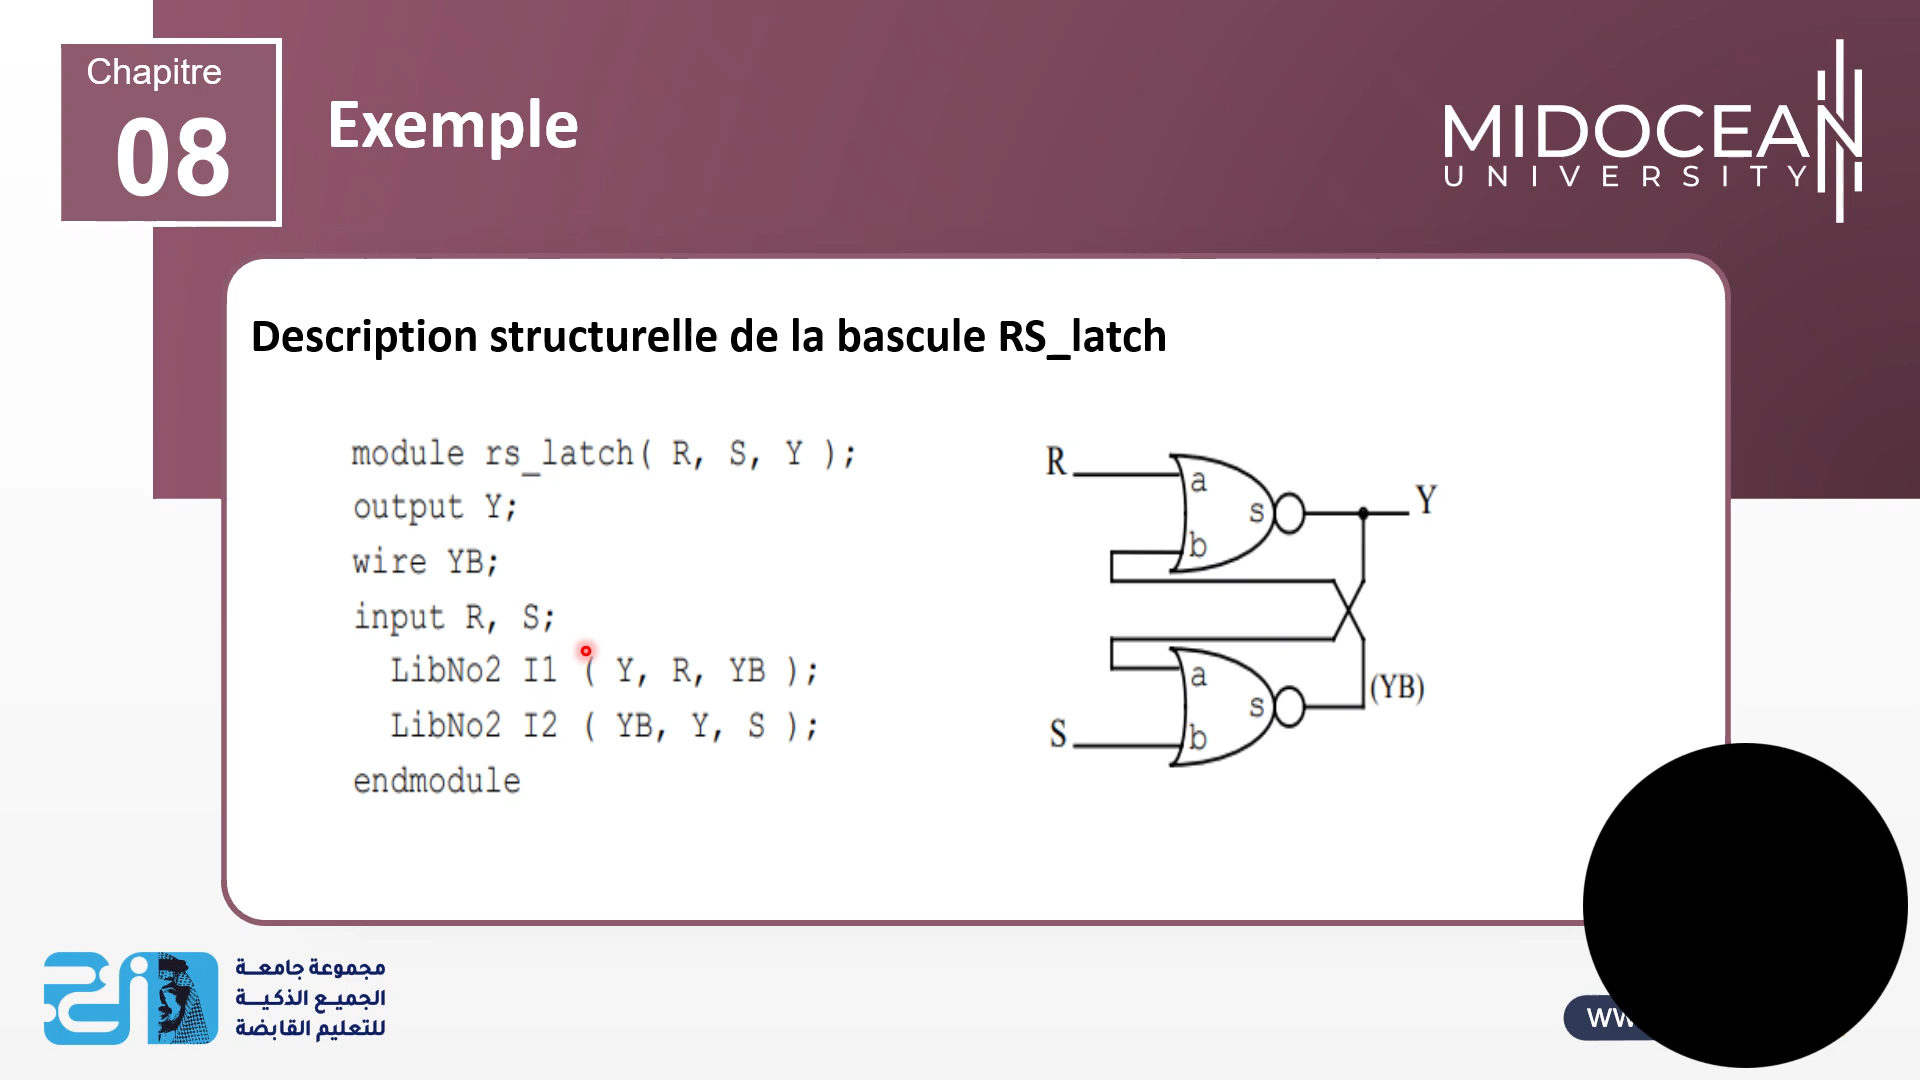 Chapitre
08
Exemple
MIDOCEAN
UNIVERSITY
Description structurelle de la bascule RS_latch
module rs_latch( R, S, Y );
output Y;
wire YB;
input R, S;
LibNo2 I1 ( Y, R, YB );
LibNo2 I2 ( YB, Y, S );
endmodule
R
a
b
s
Y
a
b
s
S
(YB)
مجموعة جامعة
الجميع الذكية
للتعليم القابضة